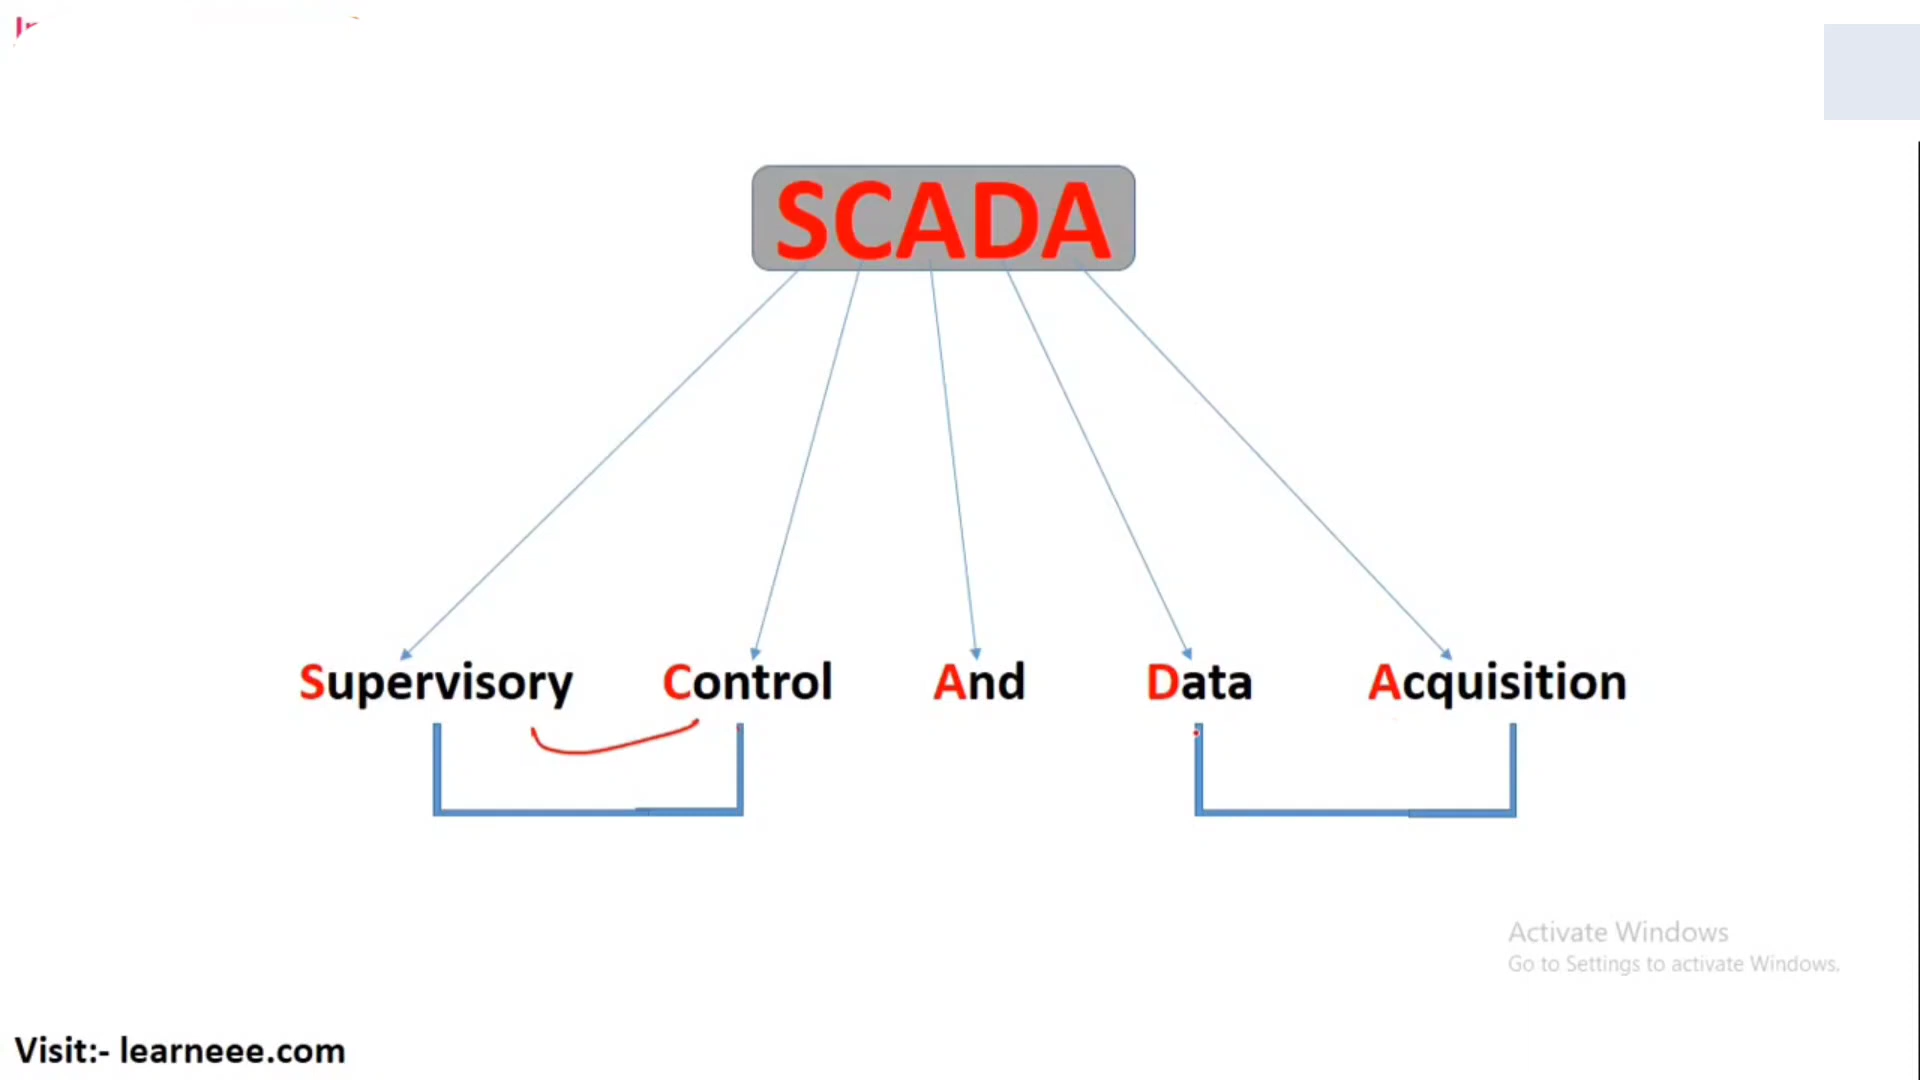 SCADA
Supervisory Control And Data Acquisition
Activate Windows
Go to Settings to activate Windows.
Visit:- learneee.com